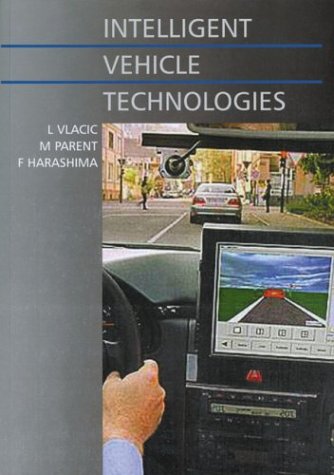 INTELLIGENT
VEHICLE
TECHNOLOGIES
L VLACIC
M PARENT
F HARASHIMA